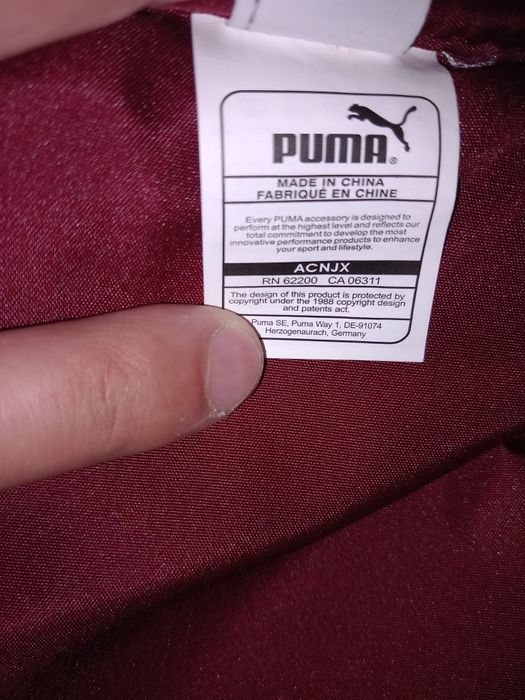 PUMA®
MADE IN CHINA
FABRIQUÉ EN CHINE
Every PUMA accessory is designed to
perform at the highest level and reflects our
total commitment to develop the most
innovative performance products to enhance
your sport and lifestyle.
ACNJX
RN 62200 CA 06311
The design of this product is protected by
copyright under the 1988 copyright design
and patents act.
Puma SE, Puma Way 1, DE-91074
Herzogenaurach, Germany